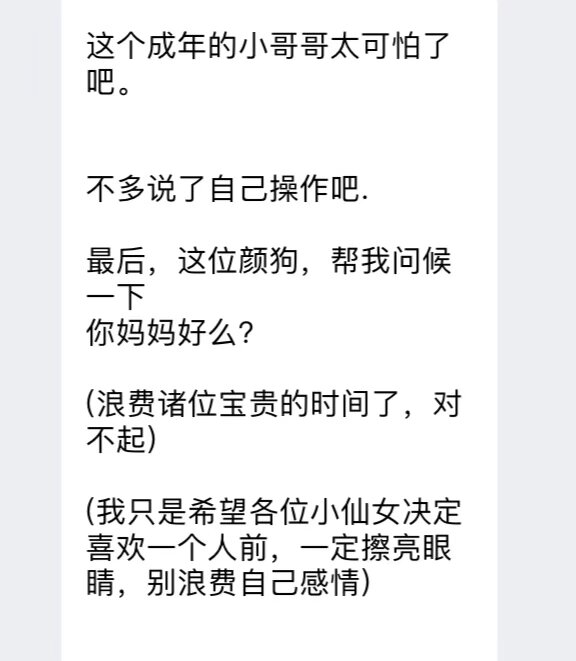 这个成年的小哥哥太可怕了
吧。
不多说了自己操作吧.
最后，这位颜狗，帮我问候
一下
你妈妈好么？
(浪费诸位宝贵的时间了，对
不起)
(我只是希望各位小仙女决定
喜欢一个人前，一定擦亮眼
睛，别浪费自己感情)